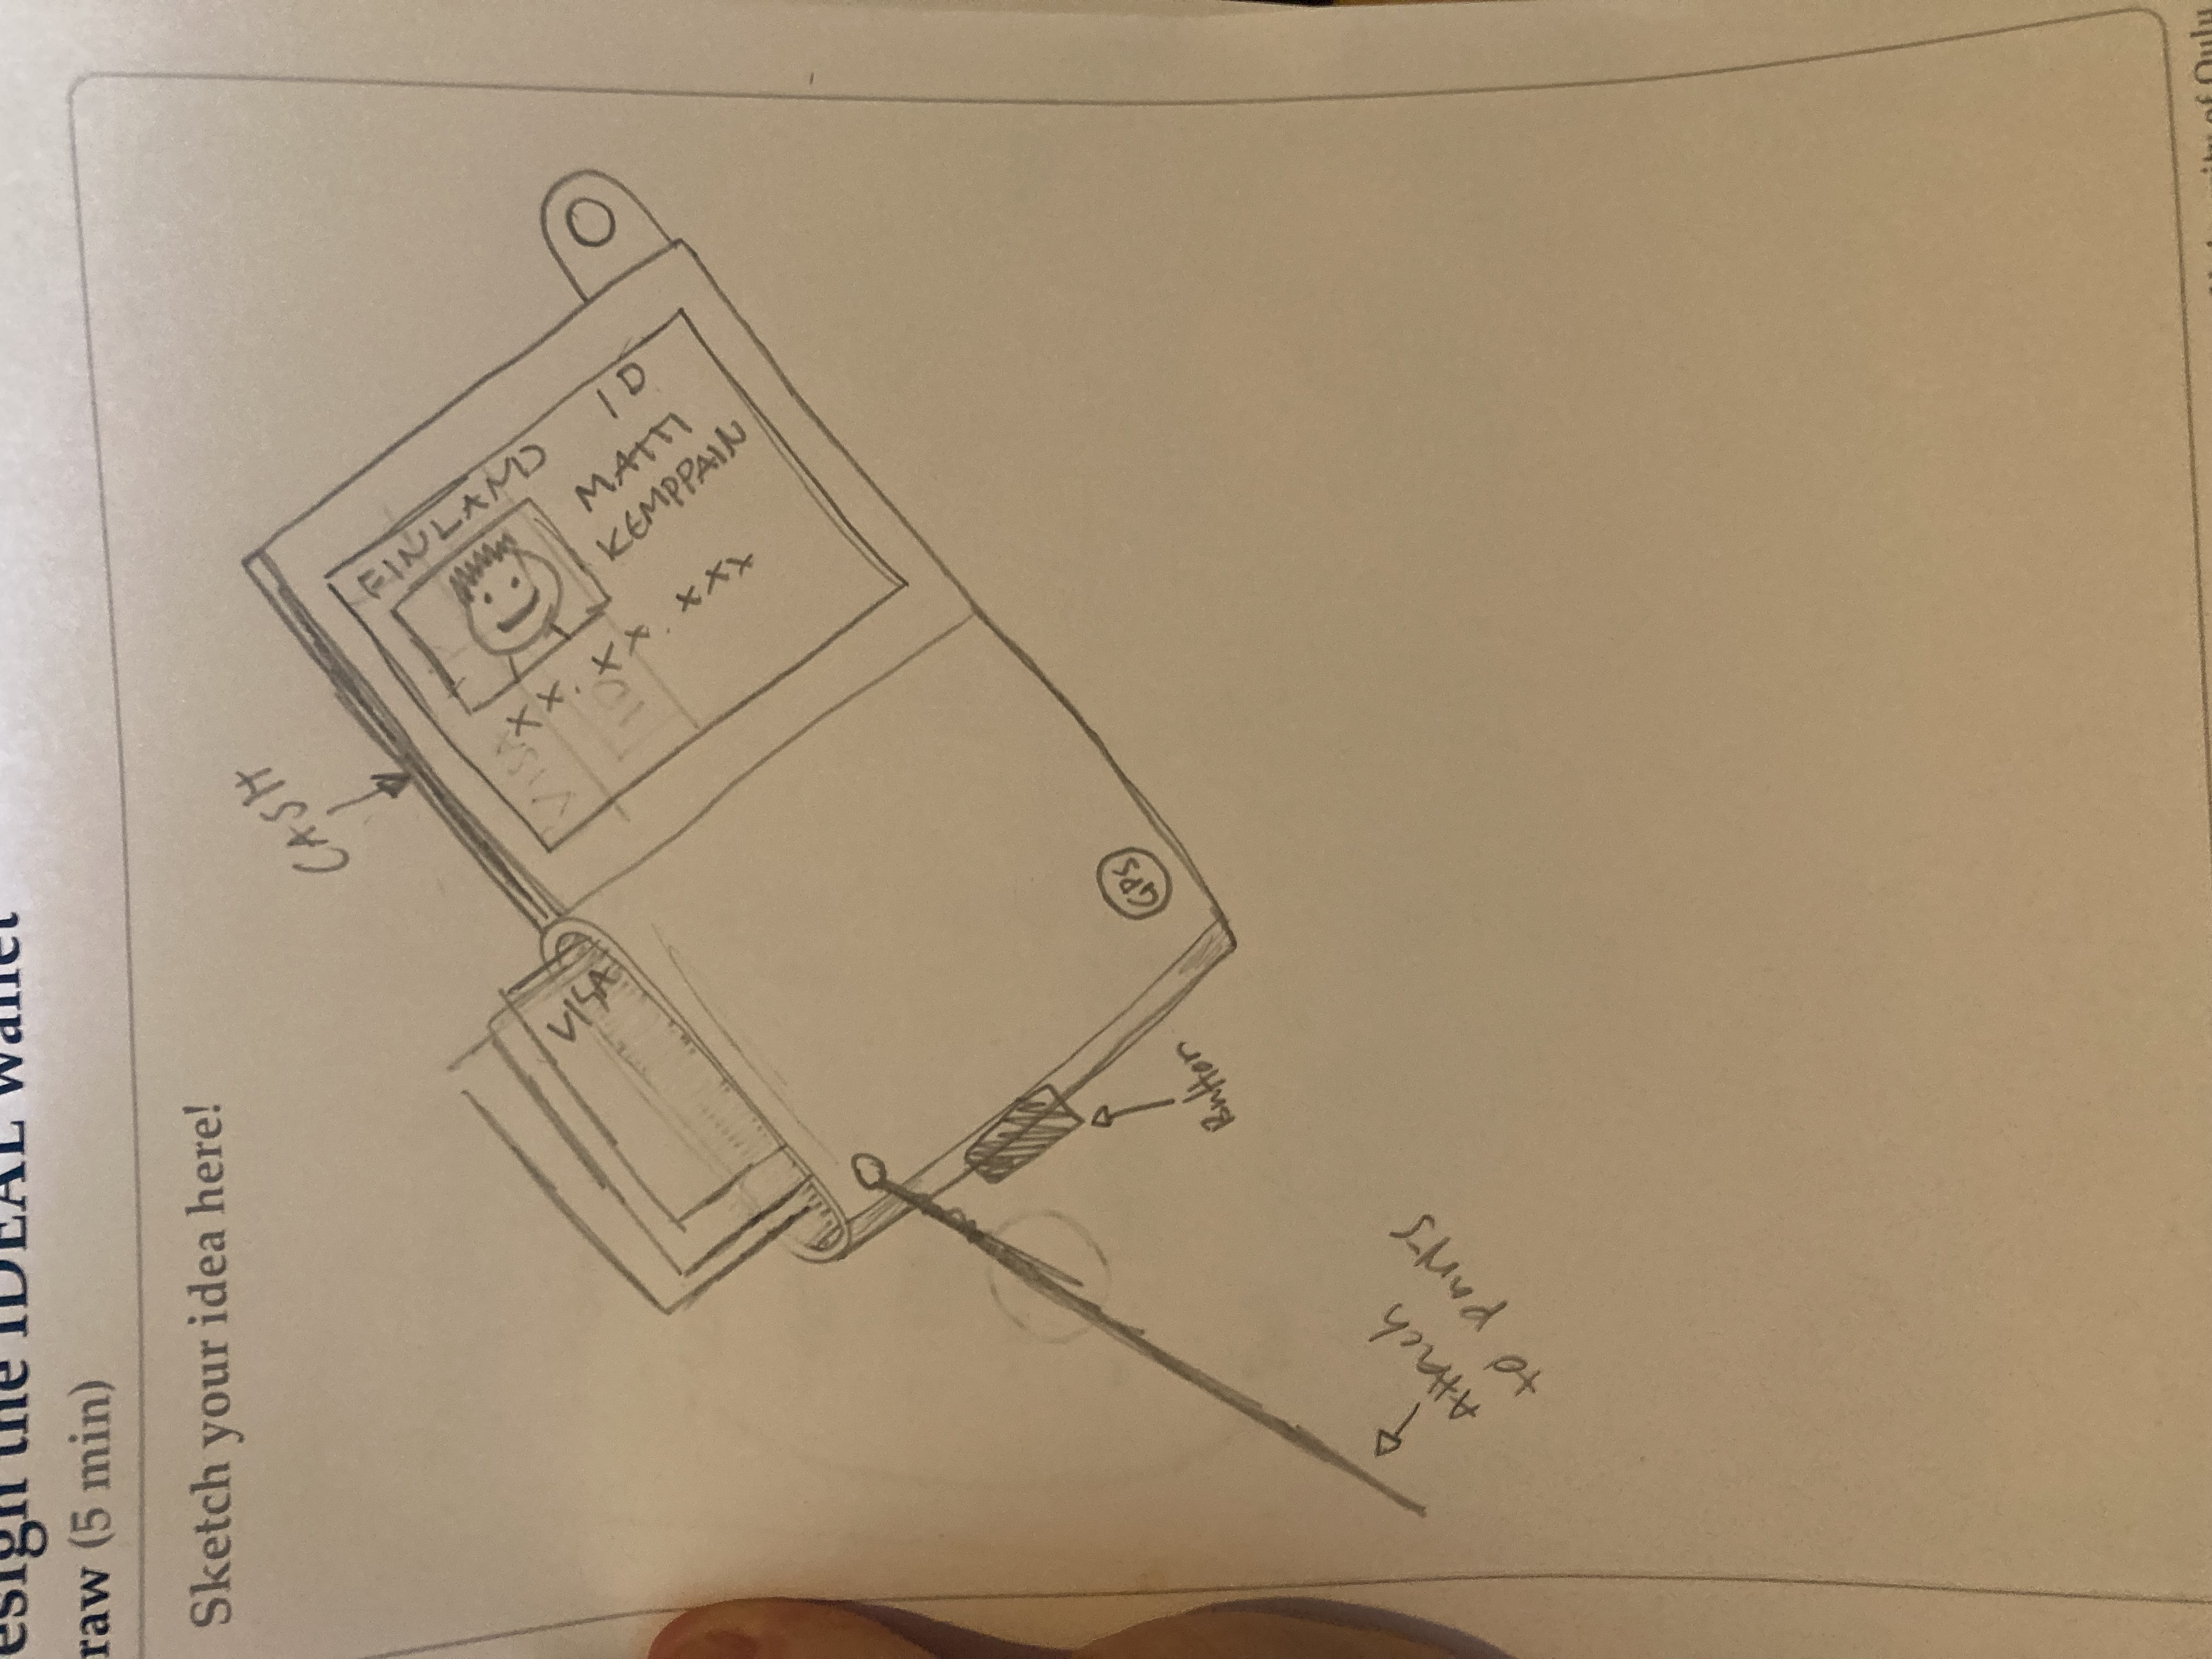 esign the IDEAL wallet
raw (5 min)
Sketch your idea here!
CASH
FINLAND
ID
MATTI
KEMPPAIN
XX.XX.XXX
VISA
ID
VISA
GPS
Button
Attach
to pants
University of Oulu